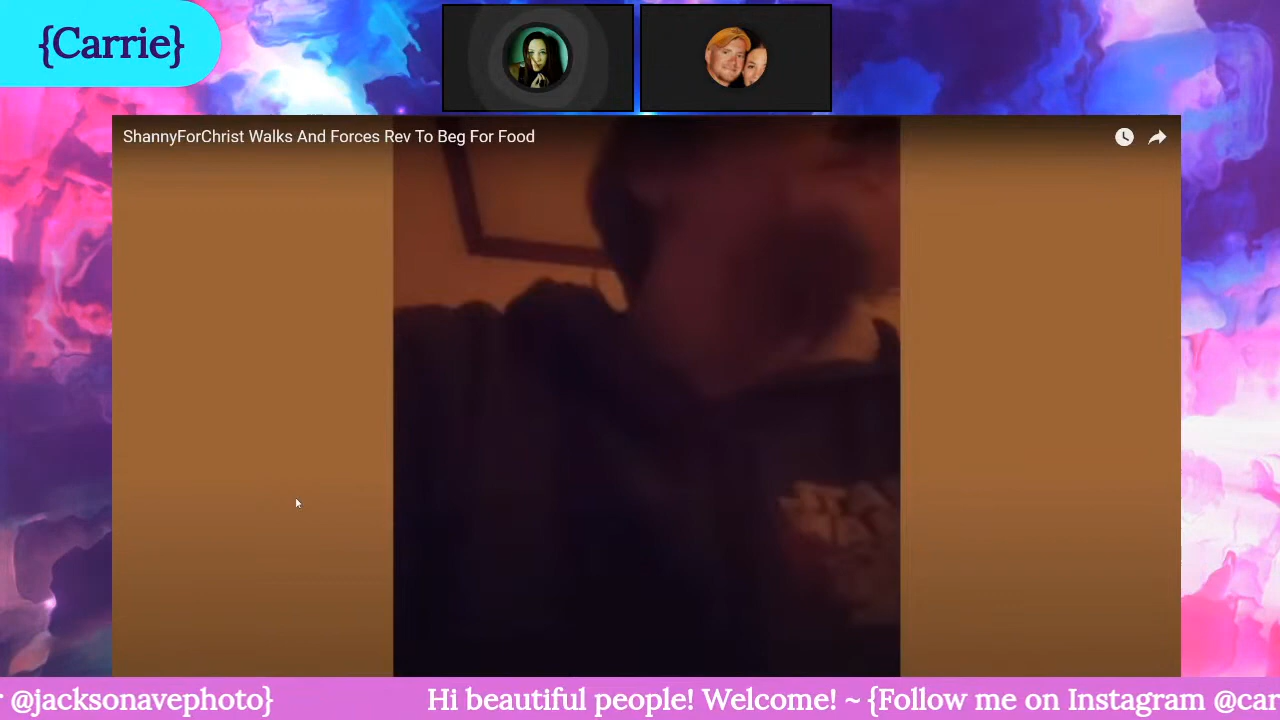 {Carrie}
ShannyForChrist Walks And Forces Rev To Beg For Food
@jacksonavephoto} Hi beautiful people! Welcome! ~ {Follow me on Instagram